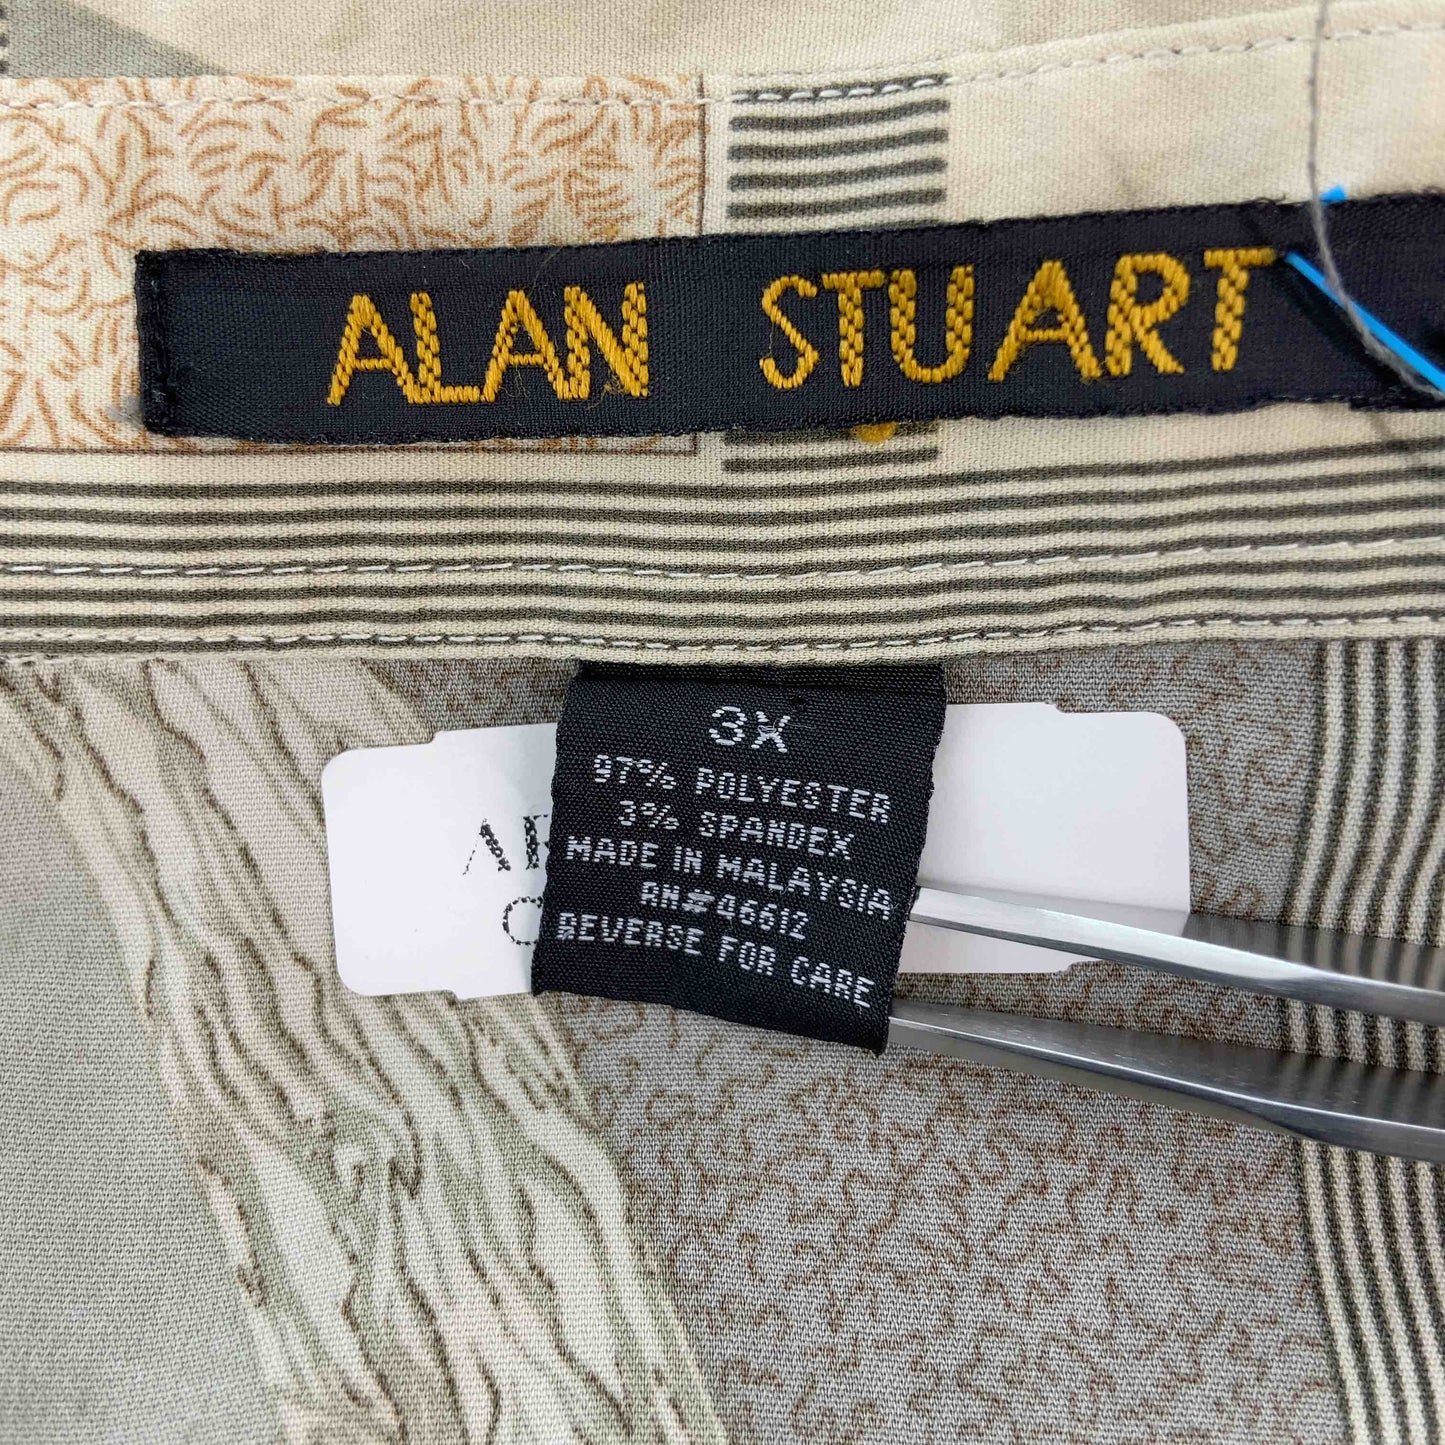 ALAN STUART
3X
97% POLYESTER
3% SPANDEX
MADE IN MALAYSIA
RN#46612
REVERSE FOR CARE